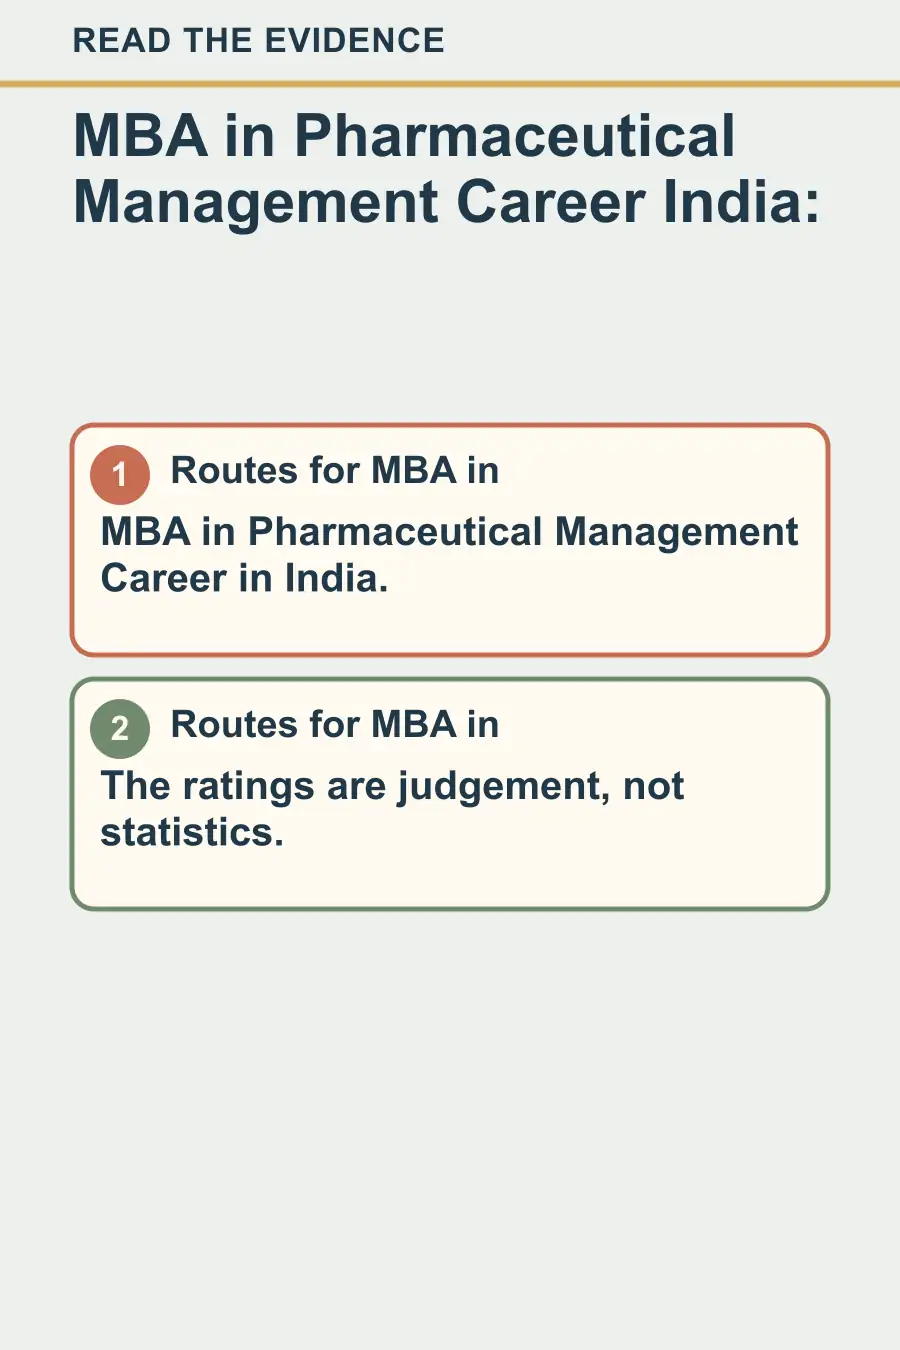 READ THE EVIDENCE
MBA in Pharmaceutical
Management Career India:
1 Routes for MBA in
MBA in Pharmaceutical Management
Career in India.
2 Routes for MBA in
The ratings are judgement, not
statistics.